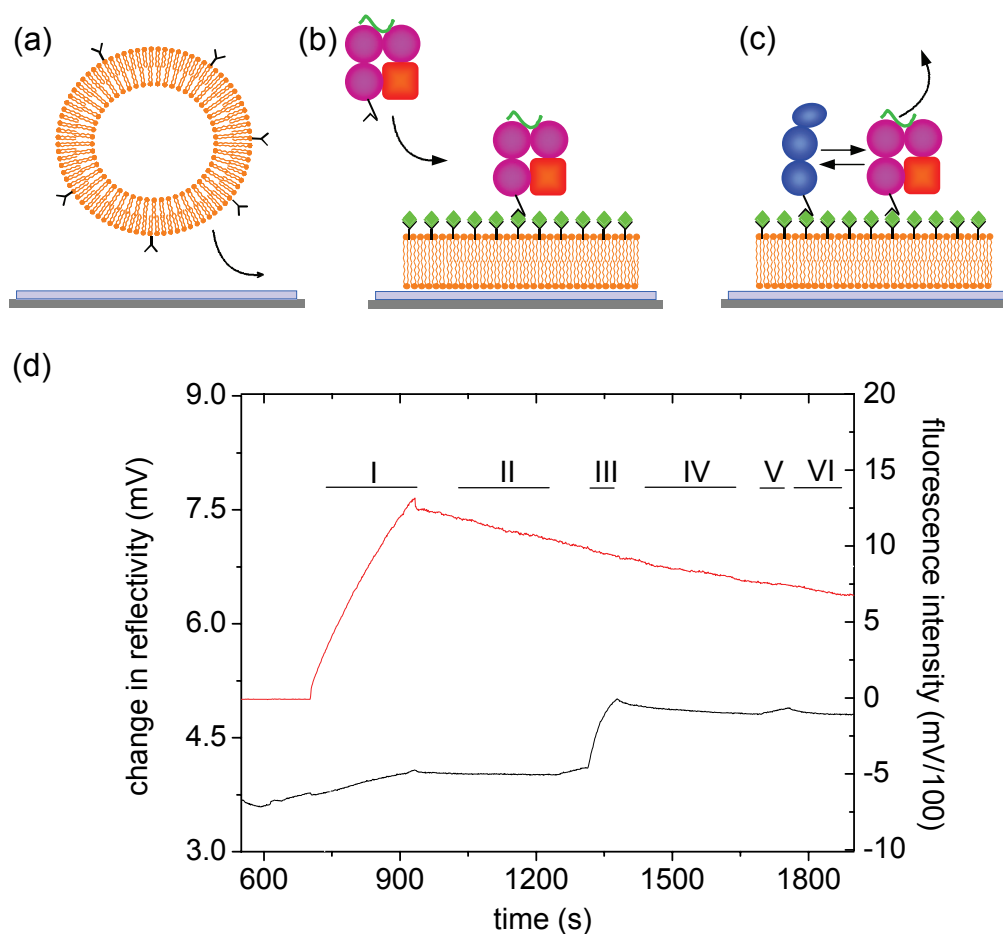 (a)
(b)
(c)
(d)
9.0
7.5
6.0
4.5
3.0
change in reflectivity (mV)
I II III IV V VI
20
15
10
5
0
-5
-10
fluorescence intensity (mV/100)
600 900 1200 1500 1800
time (s)